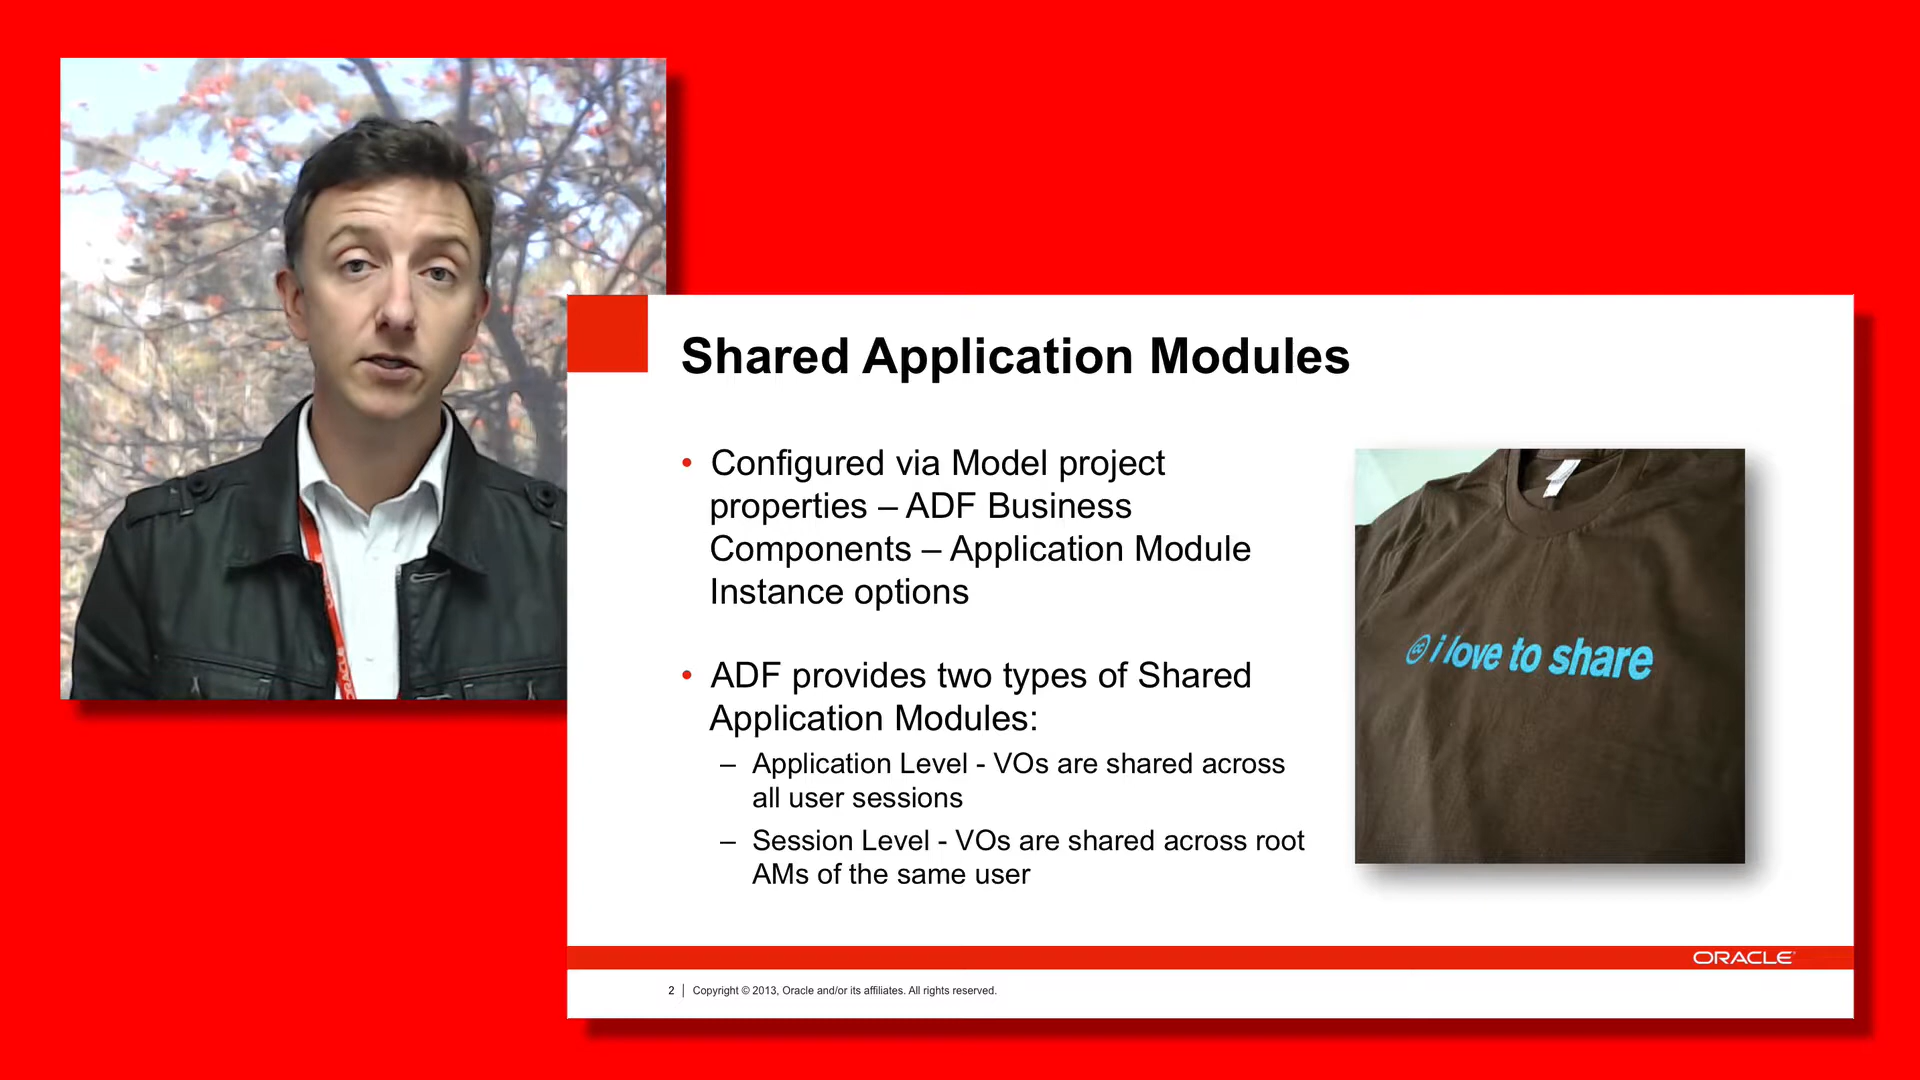 Shared Application Modules
• Configured via Model project
properties – ADF Business
Components – Application Module
Instance options
• ADF provides two types of Shared
Application Modules:
– Application Level - VOs are shared across
all user sessions
– Session Level - VOs are shared across root
AMs of the same user
cc i love to share
ORACLE
ORACLE
2 | Copyright © 2013, Oracle and/or its affiliates. All rights reserved.